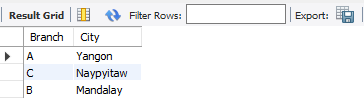 Result Grid Filter Rows: Export:
Branch City
A Yangon
C Naypyitaw
B Mandalay